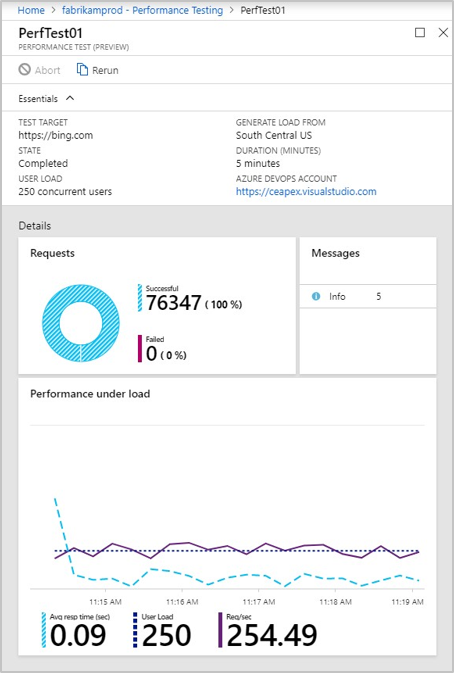 Home > fabrikamprod - Performance Testing > PerfTest01
PerfTest01
PERFORMANCE TEST (PREVIEW)
Abort Rerun
Essentials
TEST TARGET GENERATE LOAD FROM
https://bing.com South Central US
STATE DURATION (MINUTES)
Completed 5 minutes
USER LOAD AZURE DEVOPS ACCOUNT
250 concurrent users https://ceapex.visualstudio.com
Details
Requests
Successful
76347 ( 100 %)
Failed
0 ( 0 %)
Messages
Info 5
Performance under load
11:15 AM 11:16 AM 11:17 AM 11:18 AM 11:19 AM
Avg resp time (sec) User Load Req/sec
0.09 250 254.49